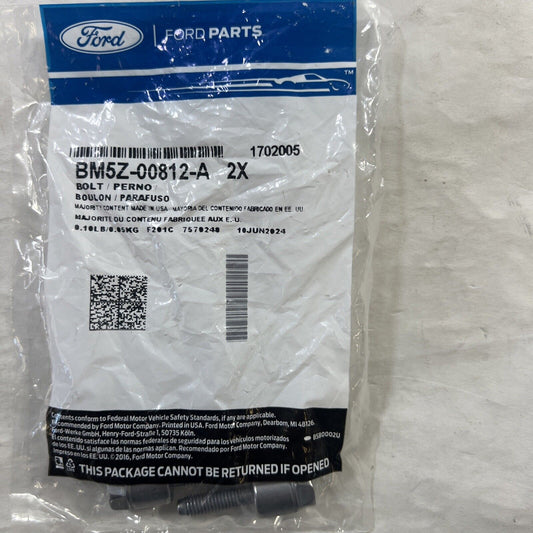 Ford FORD PARTS
TM
1702005
BM5Z-00812-A 2X
BOLT / PERNO /
BOULON / PARAFUSO
MAJORITY CONTENT MADE IN USA - MAYORIA DEL CONTENIDO FABRICADO EN EE. UU.
MAJORITE DU CONTENU FABRIQUEE AUX E. U.
0.10LB/0.05KG F201C 7570240 10JUN2024
Conforms to Federal Motor Vehicle Safety Standards, if any are applicable.
Recommended by Ford Motor Company. Printed in U.S.A. Ford Motor Company, Dearborn, MI 48126.
Ford-Werke GmbH, Henry-Ford-Straße 1, 50735 Köln
El contenido satisface las normas federales de seguridad para los vehículos motorizados
de los EE. UU. si algunas de las normas aplican. Recomendado por Ford Motor Company.
Impreso en los EE. UU. ©2016, Ford Motor Company.
THIS PACKAGE CANNOT BE RETURNED IF OPENED